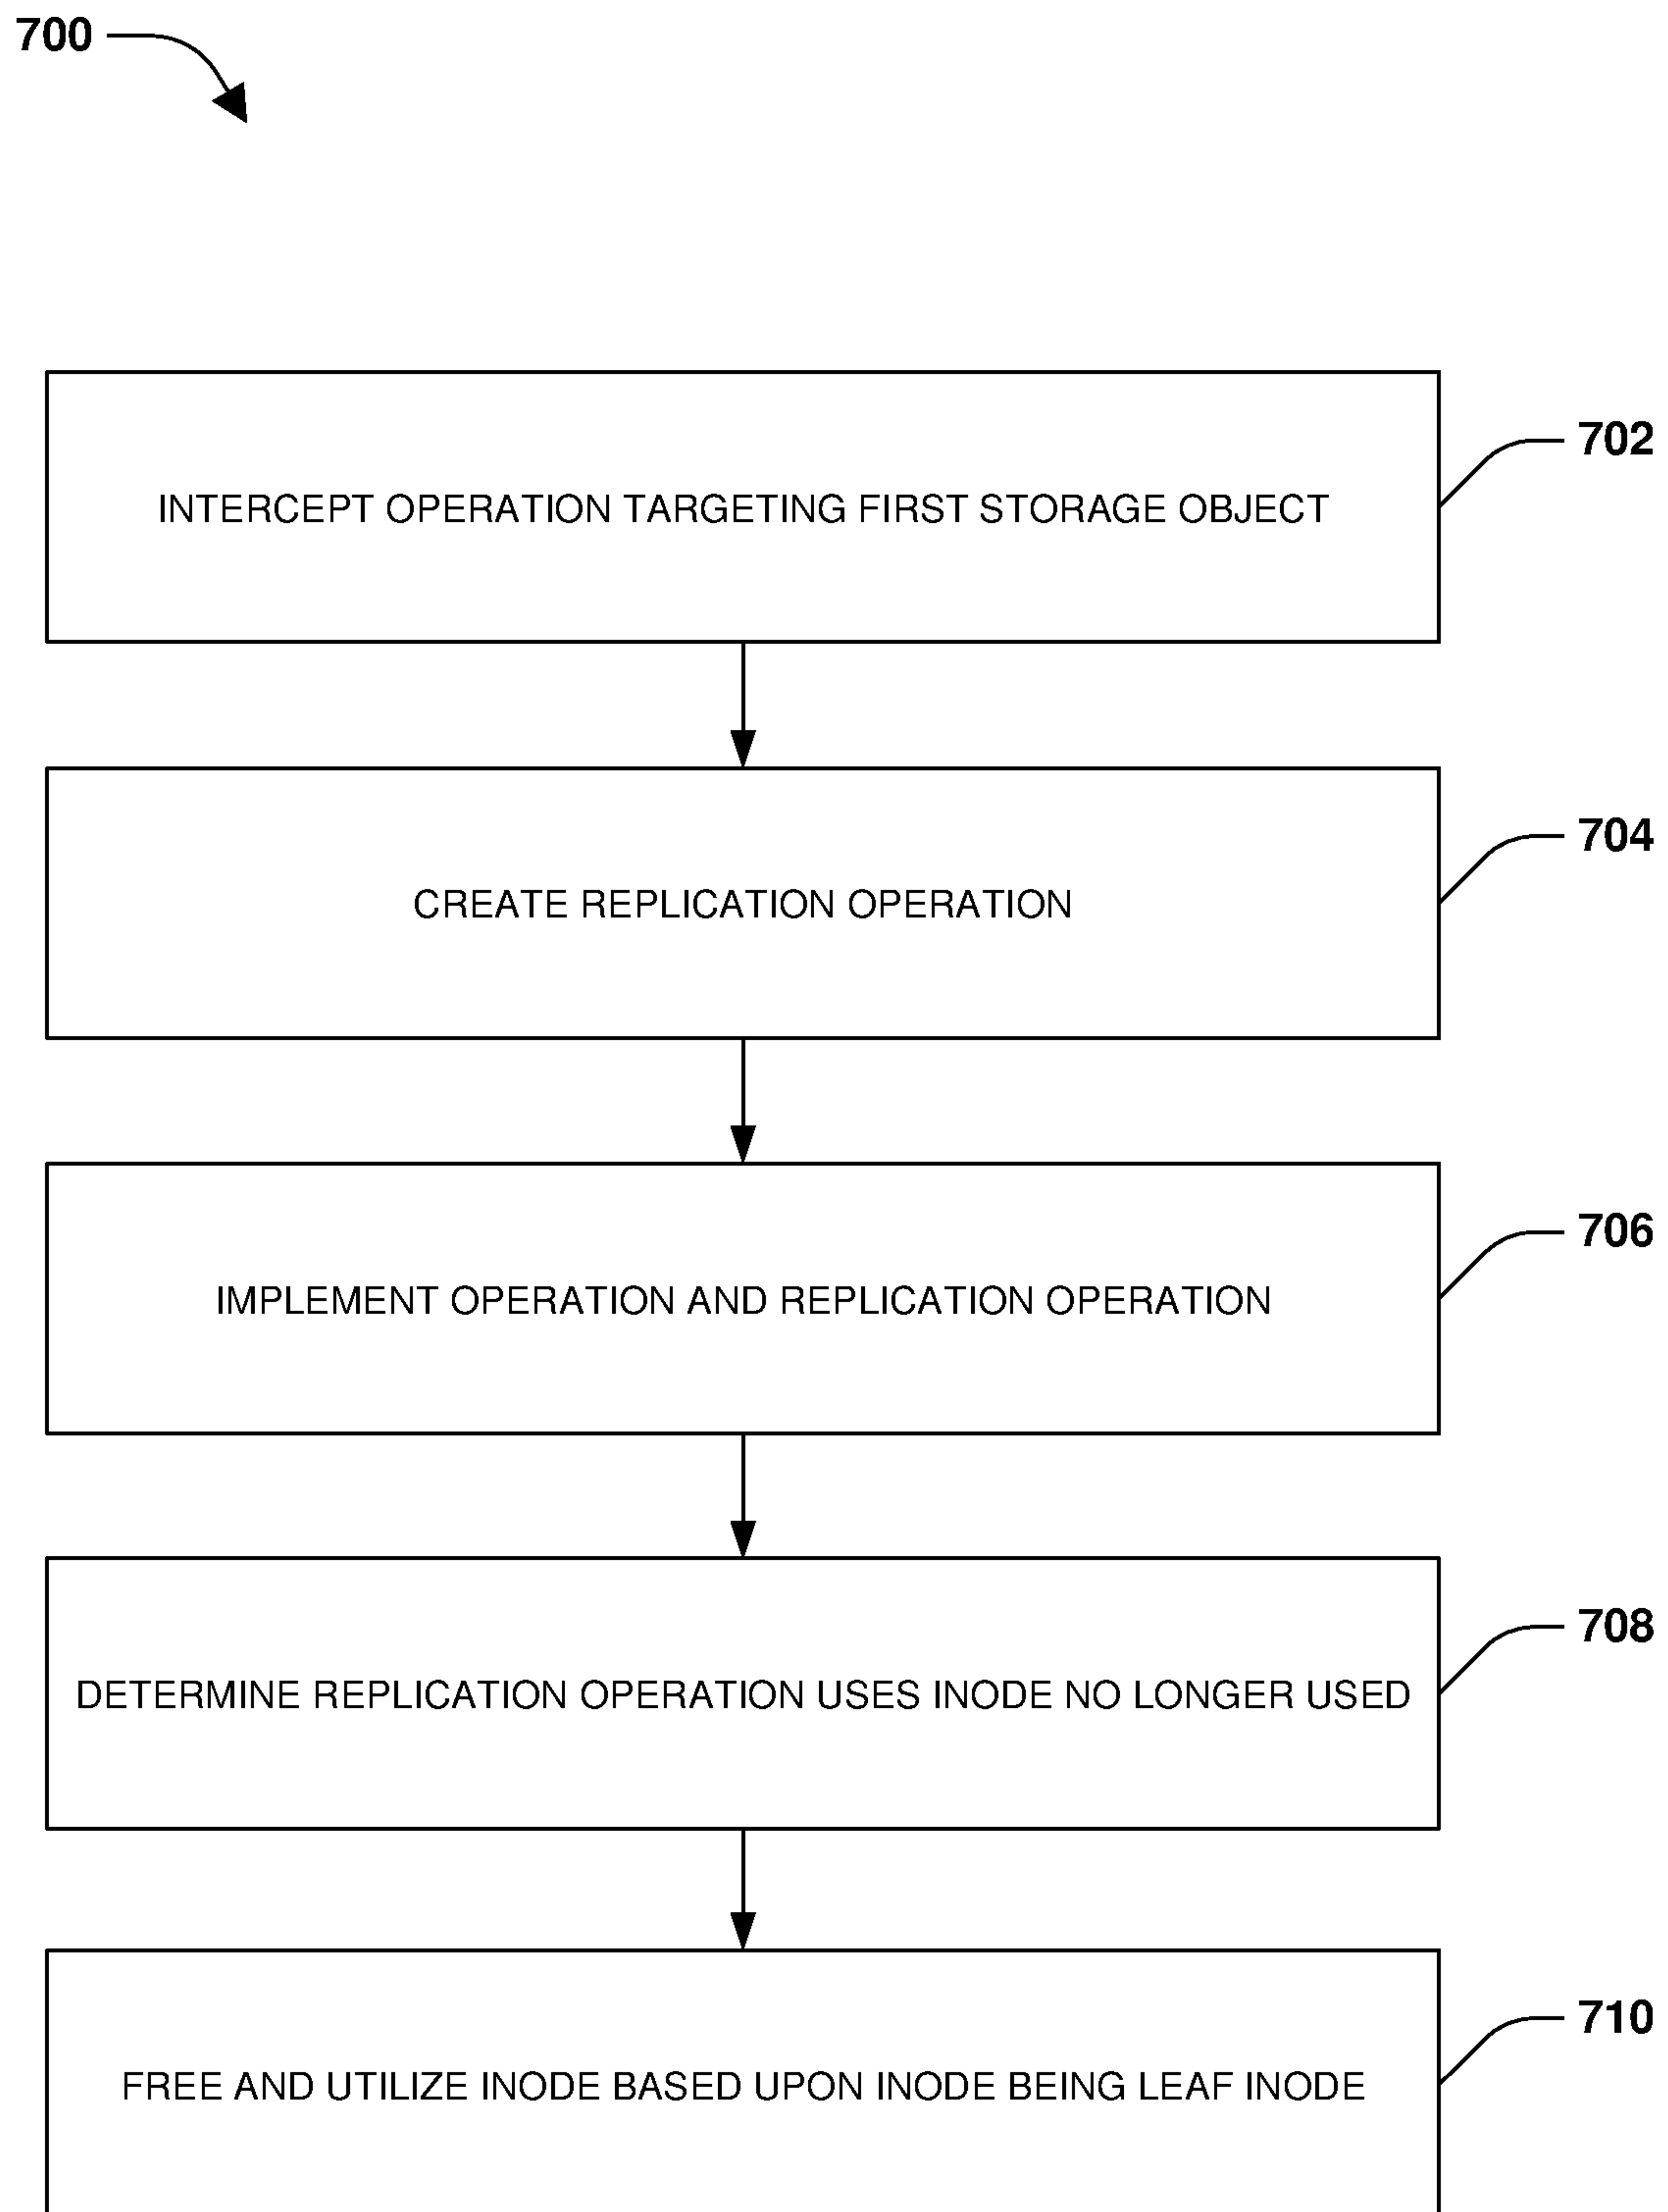 700
INTERCEPT OPERATION TARGETING FIRST STORAGE OBJECT
702
CREATE REPLICATION OPERATION
704
IMPLEMENT OPERATION AND REPLICATION OPERATION
706
DETERMINE REPLICATION OPERATION USES INODE NO LONGER USED
708
FREE AND UTILIZE INODE BASED UPON INODE BEING LEAF INODE
710